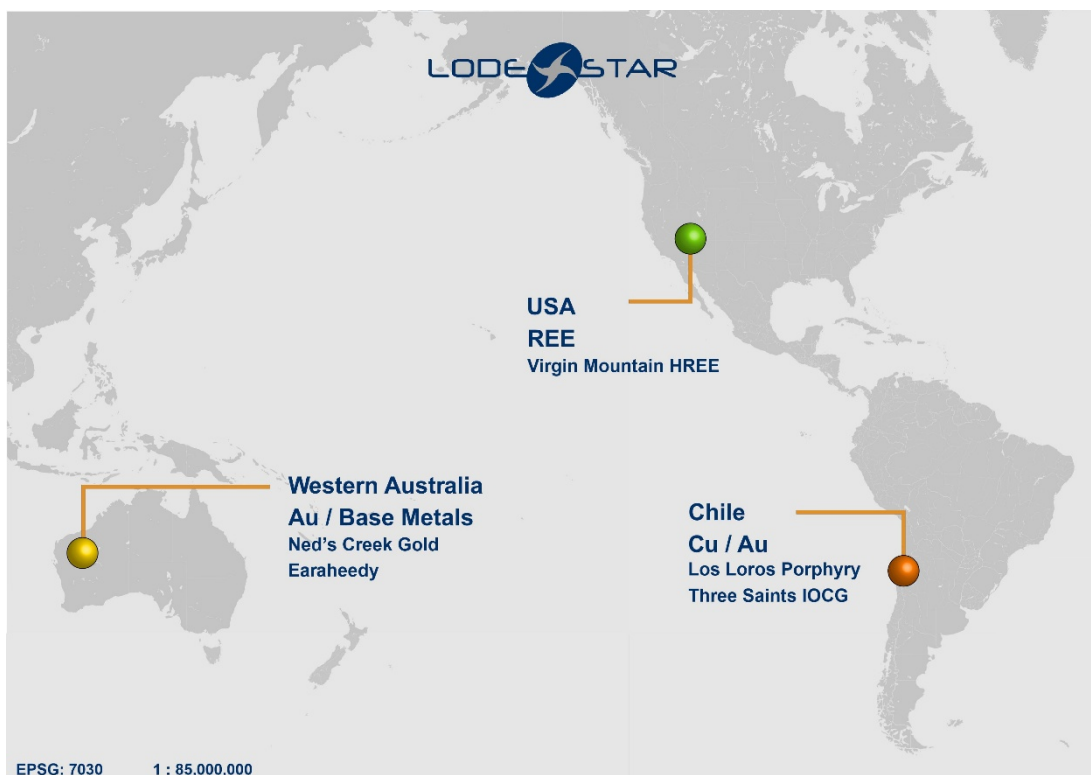 LODESTAR
USA
REE
Virgin Mountain HREE
Western Australia
Au / Base Metals
Ned's Creek Gold
Earaheedy
Chile
Cu / Au
Los Loros Porphyry
Three Saints IOCG
EPSG: 7030 1 : 85.000.000